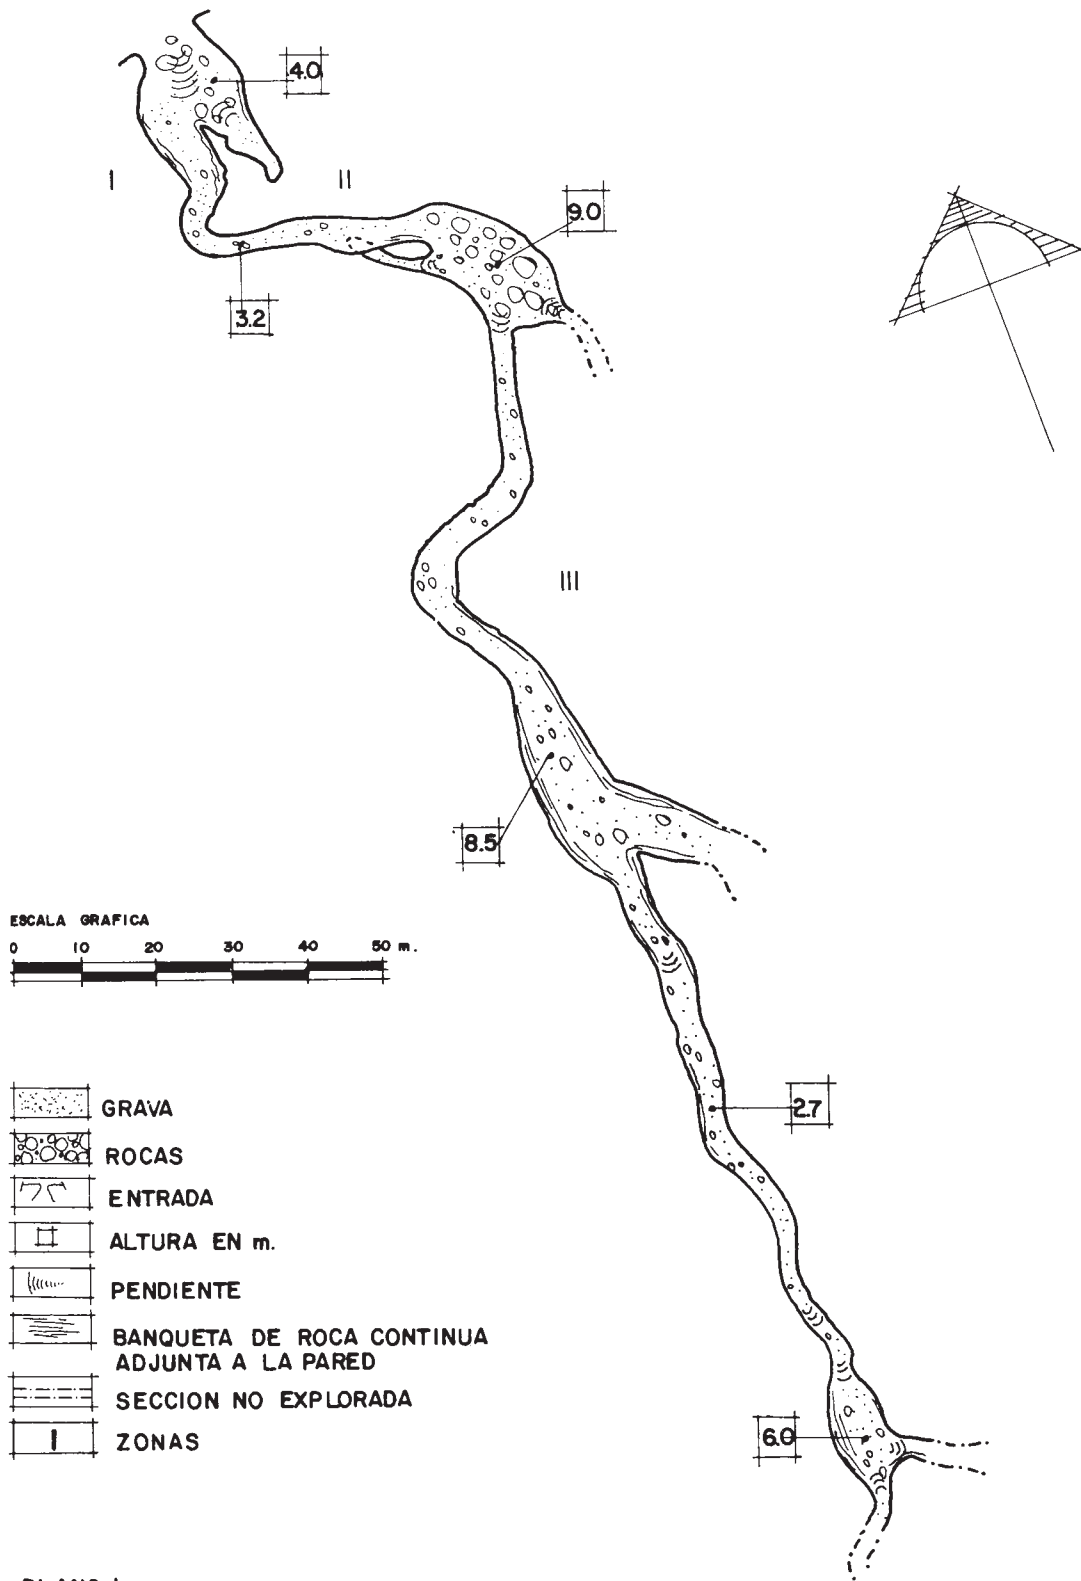 4.0
I
II
9.0
3.2
III
8.5
ESCALA GRAFICA
0 10 20 30 40 50 m.
2.7
GRAVA
ROCAS
ENTRADA
ALTURA EN m.
PENDIENTE
BANQUETA DE ROCA CONTINUA
ADJUNTA A LA PARED
SECCION NO EXPLORADA
I ZONAS
6.0